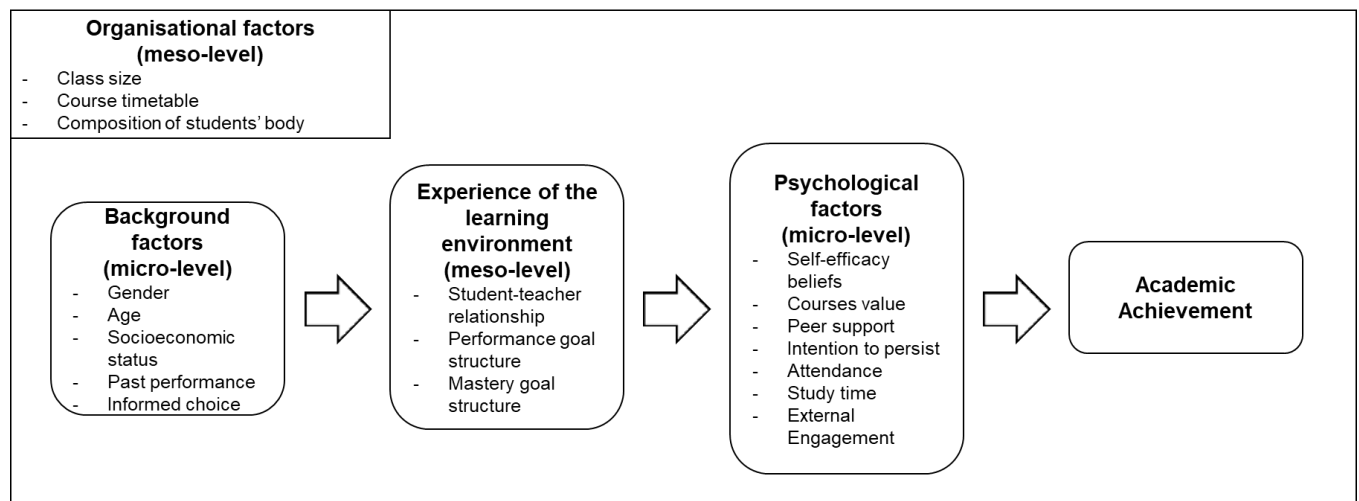 Organisational factors
(meso-level)
- Class size
- Course timetable
- Composition of students' body
Background
factors
(micro-level)
- Gender
- Age
- Socioeconomic
status
- Past performance
- Informed choice
Experience of the
learning
environment
(meso-level)
- Student-teacher
relationship
- Performance goal
structure
- Mastery goal
structure
Psychological
factors
(micro-level)
- Self-efficacy
beliefs
- Courses value
- Peer support
- Intention to persist
- Attendance
- Study time
- External
Engagement
Academic
Achievement